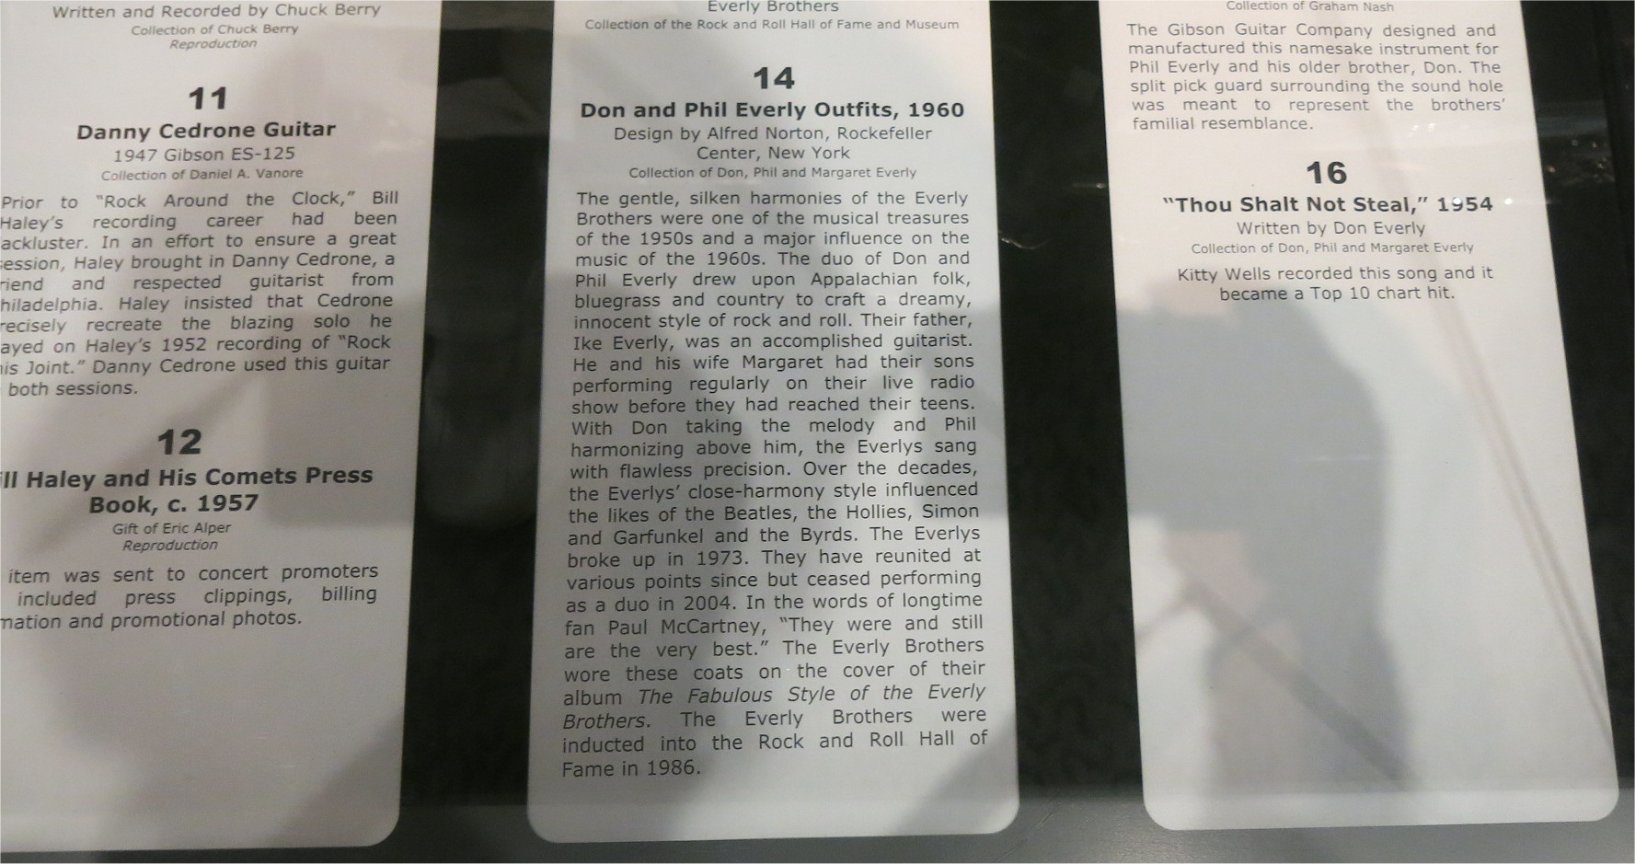 Written and Recorded by Chuck Berry
Collection of Chuck Berry
Reproduction
11
Danny Cedrone Guitar
1947 Gibson ES-125
Collection of Daniel A. Vanore
Prior to “Rock Around the Clock,” Bill
Haley’s recording career had been
ackluster. In an effort to ensure a great
ession, Haley brought in Danny Cedrone, a
riend and respected guitarist from
hiladelphia. Haley insisted that Cedrone
recisely recreate the blazing solo he
ayed on Haley’s 1952 recording of “Rock
is Joint.” Danny Cedrone used this guitar
both sessions.
12
ill Haley and His Comets Press
Book, c. 1957
Gift of Eric Alper
Reproduction
item was sent to concert promoters
included press clippings, billing
mation and promotional photos.
Everly Brothers
Collection of the Rock and Roll Hall of Fame and Museum
14
Don and Phil Everly Outfits, 1960
Design by Alfred Norton, Rockefeller
Center, New York
Collection of Don, Phil and Margaret Everly
The gentle, silken harmonies of the Everly
Brothers were one of the musical treasures
of the 1950s and a major influence on the
music of the 1960s. The duo of Don and
Phil Everly drew upon Appalachian folk,
bluegrass and country to craft a dreamy,
innocent style of rock and roll. Their father,
Ike Everly, was an accomplished guitarist.
He and his wife Margaret had their sons
performing regularly on their live radio
show before they had reached their teens.
With Don taking the melody and Phil
harmonizing above him, the Everlys sang
with flawless precision. Over the decades,
the Everlys’ close-harmony style influenced
the likes of the Beatles, the Hollies, Simon
and Garfunkel and the Byrds. The Everlys
broke up in 1973. They have reunited at
various points since but ceased performing
as a duo in 2004. In the words of longtime
fan Paul McCartney, “They were and still
are the very best.” The Everly Brothers
wore these coats on the cover of their
album The Fabulous Style of the Everly
Brothers. The Everly Brothers were
inducted into the Rock and Roll Hall of
Fame in 1986.
Collection of Graham Nash
The Gibson Guitar Company designed and
manufactured this namesake instrument for
Phil Everly and his older brother, Don. The
split pick guard surrounding the sound hole
was meant to represent the brothers’
familial resemblance.
16
“Thou Shalt Not Steal,” 1954
Written by Don Everly
Collection of Don, Phil and Margaret Everly
Kitty Wells recorded this song and it
became a Top 10 chart hit.